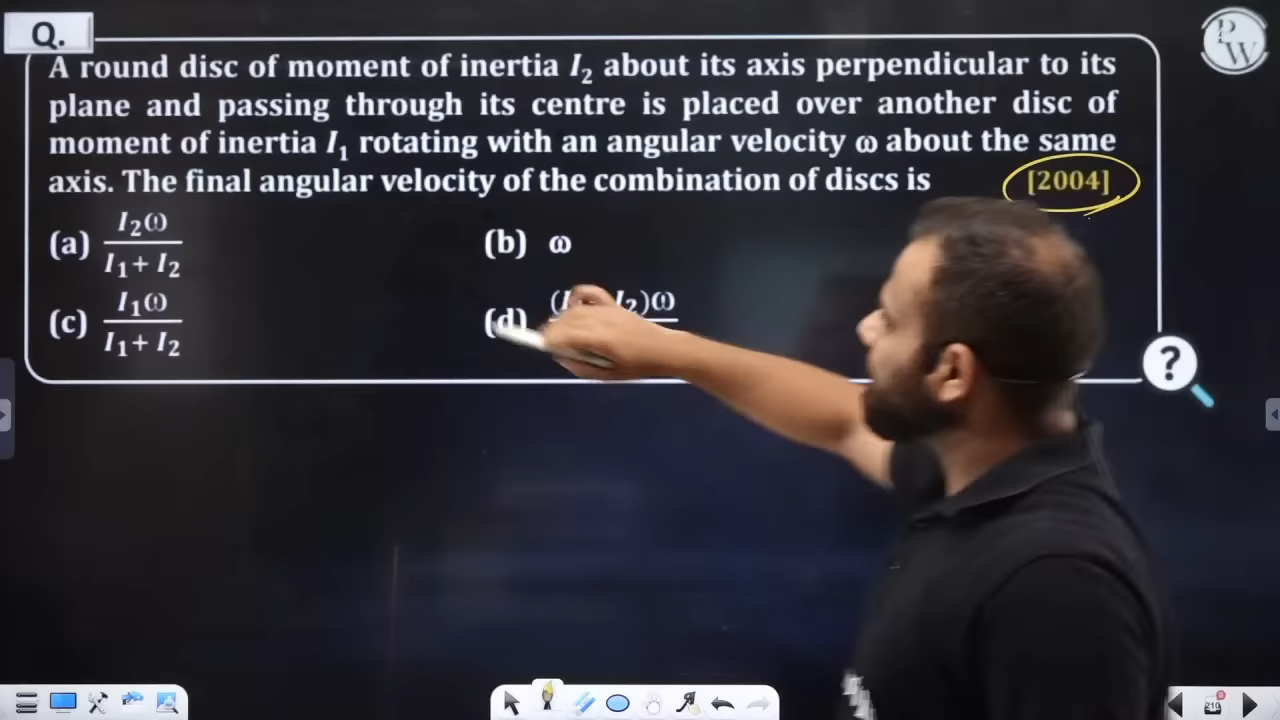 Q.
P
W
A round disc of moment of inertia I₂ about its axis perpendicular to its
plane and passing through its centre is placed over another disc of
moment of inertia I₁ rotating with an angular velocity ω about the same
axis. The final angular velocity of the combination of discs is [2004]
(a) I₂ω / I₁+ I₂ (b) ω
(c) I₁ω / I₁+ I₂ (d) (I I₂)ω
?
210